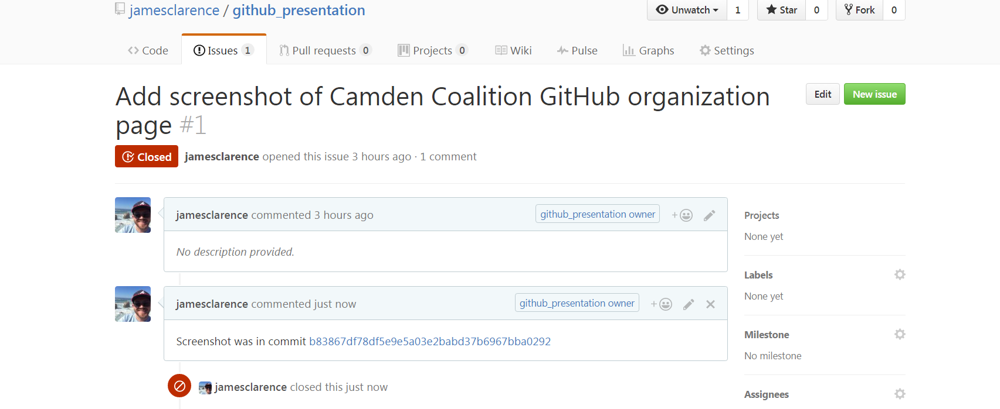 jamesclarence / github_presentation
Unwatch 1 Star 0 Fork 0
Code Issues 1 Pull requests 0 Projects 0 Wiki Pulse Graphs Settings
Add screenshot of Camden Coalition GitHub organization
page #1
Edit New issue
Closed jamesclarence opened this issue 3 hours ago · 1 comment
jamesclarence commented 3 hours ago github_presentation owner
No description provided.
jamesclarence commented just now github_presentation owner
Screenshot was in commit b83867df78df5e9e5a03e2babd37b6967bba0292
jamesclarence closed this just now
Projects
None yet
Labels
None yet
Milestone
No milestone
Assignees